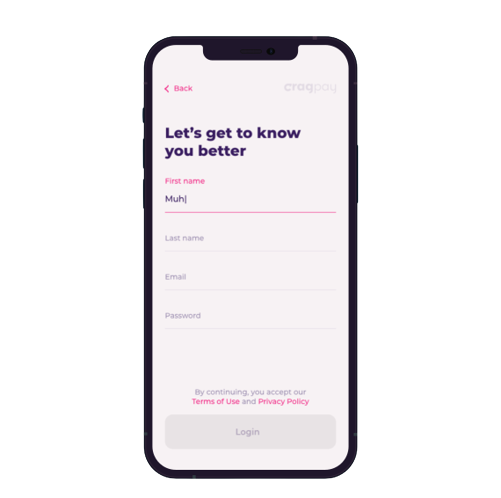 Back
cragpay
Let's get to know
you better
First name
Muh
Last name
Email
Password
By continuing, you accept our
Terms of Use and Privacy Policy
Login